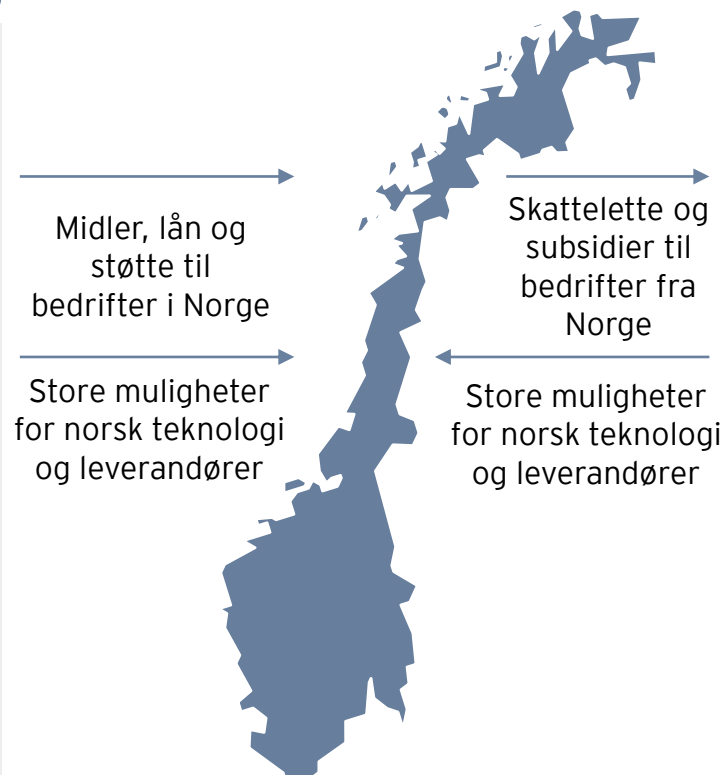 Midler, lån og
støtte til
bedrifter i Norge
Store muligheter
for norsk teknologi
og leverandører
Skattelette og
subsidier til
bedrifter fra
Norge
Store muligheter
for norsk teknologi
og leverandører